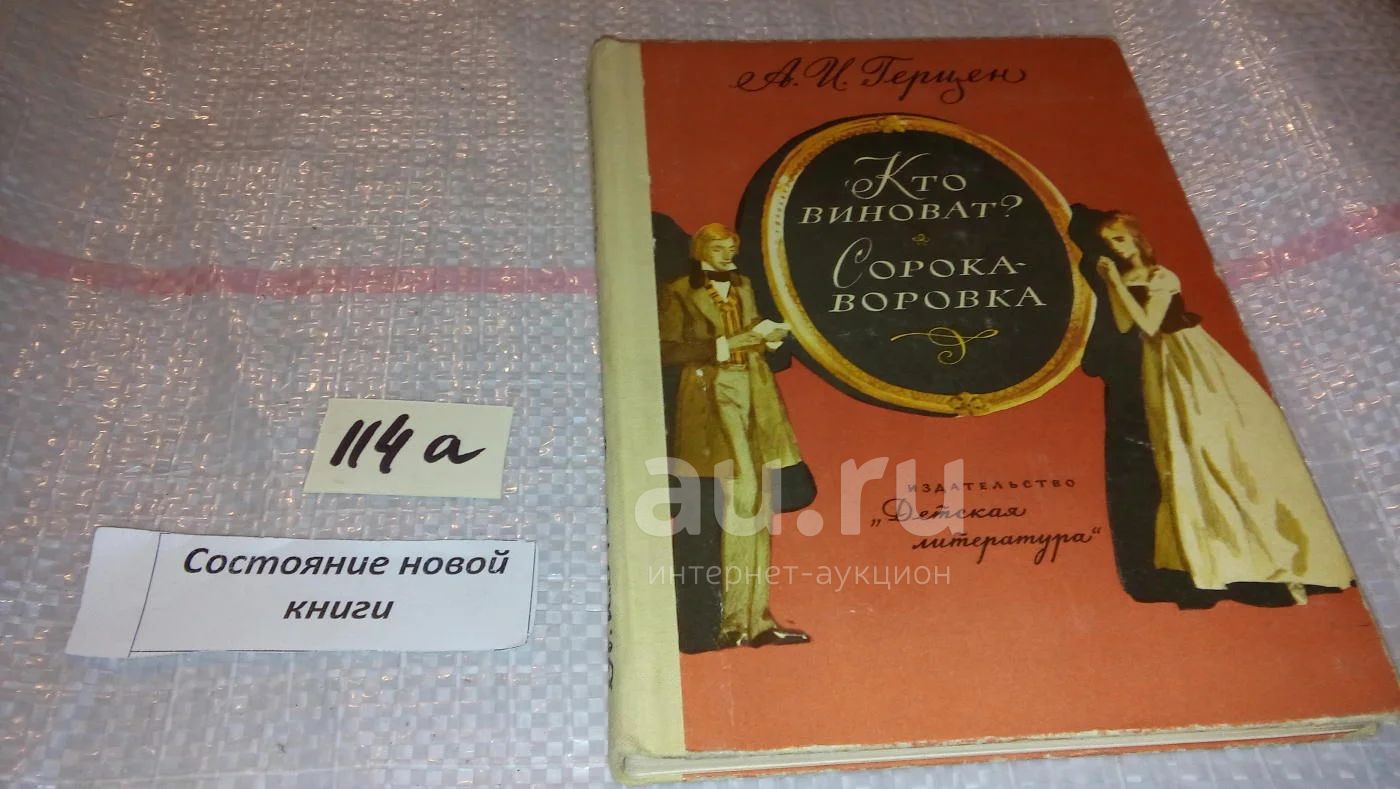 А. И. Герцен
Кто
виноват?
Сорока-
воровка
издательство
„Детская
литература“
114 а
Состояние новой
книги
au.ru
интернет-аукцион